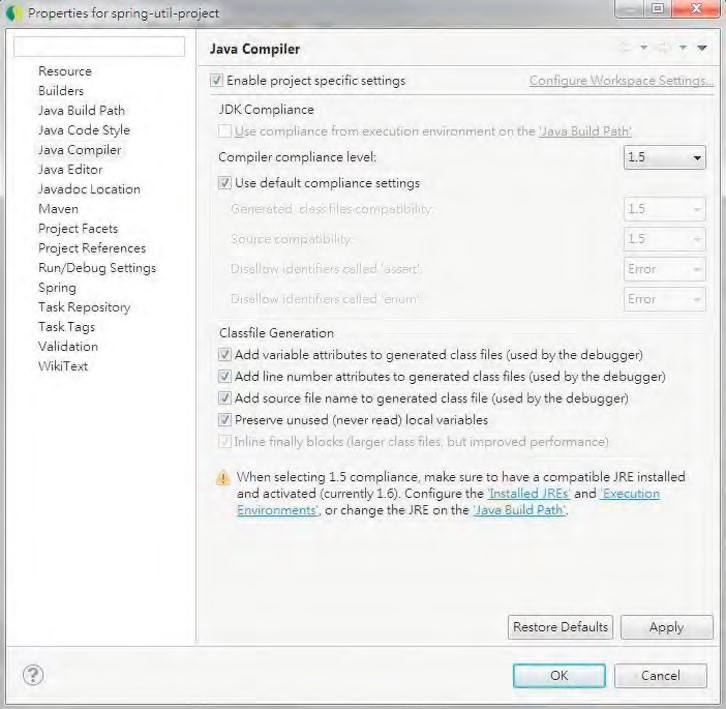 Properties for spring-util-project
Resource
Builders
Java Build Path
Java Code Style
Java Compiler
Java Editor
Javadoc Location
Maven
Project Facets
Project References
Run/Debug Settings
Spring
Task Repository
Task Tags
Validation
WikiText
Java Compiler
Enable project specific settings
Configure Workspace Settings...
JDK Compliance
Use compliance from execution environment on the 'Java Build Path'
Compiler compliance level:
1.5
Use default compliance settings
Generated .class files compatibility:
1.5
Source compatibility:
1.5
Disallow identifiers called 'assert':
Error
Disallow identifiers called 'enum'
Error
Classfile Generation
Add variable attributes to generated class files (used by the debugger)
Add line number attributes to generated class files (used by the debugger)
Add source file name to generated class file (used by the debugger)
Preserve unused (never read) local variables
Inline finally blocks (larger class files, but improved performance)
When selecting 1.5 compliance, make sure to have a compatible JRE installed
and activated (currently 1.6). Configure the 'Installed JREs' and 'Execution
Environments', or change the JRE on the 'Java Build Path'.
Restore Defaults
Apply
?
OK
Cancel